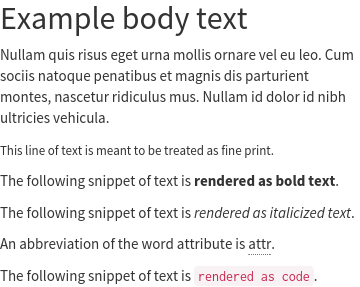 Example body text
Nullam quis risus eget urna mollis ornare vel eu leo. Cum
sociis natoque penatibus et magnis dis parturient
montes, nascetur ridiculus mus. Nullam id dolor id nibh
ultricies vehicula.
This line of text is meant to be treated as fine print.
The following snippet of text is rendered as bold text.
The following snippet of text is rendered as italicized text.
An abbreviation of the word attribute is attr.
The following snippet of text is rendered as code.